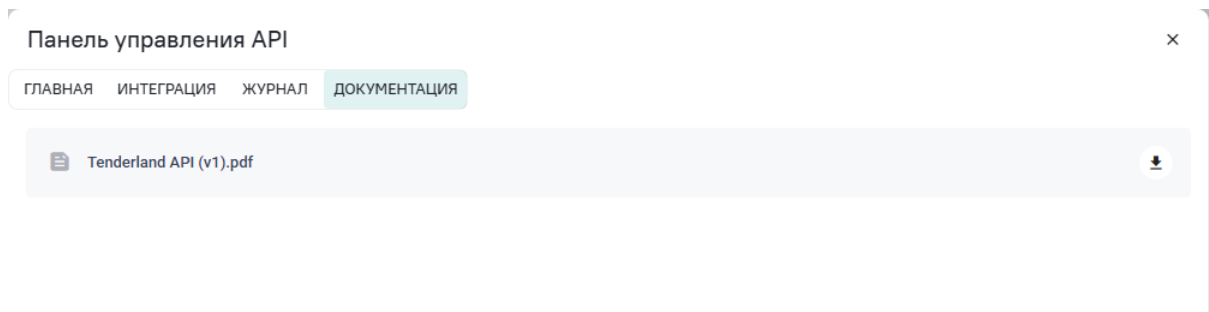 Панель управления API
ГЛАВНАЯ ИНТЕГРАЦИЯ ЖУРНАЛ ДОКУМЕНТАЦИЯ
Tenderland API (v1).pdf